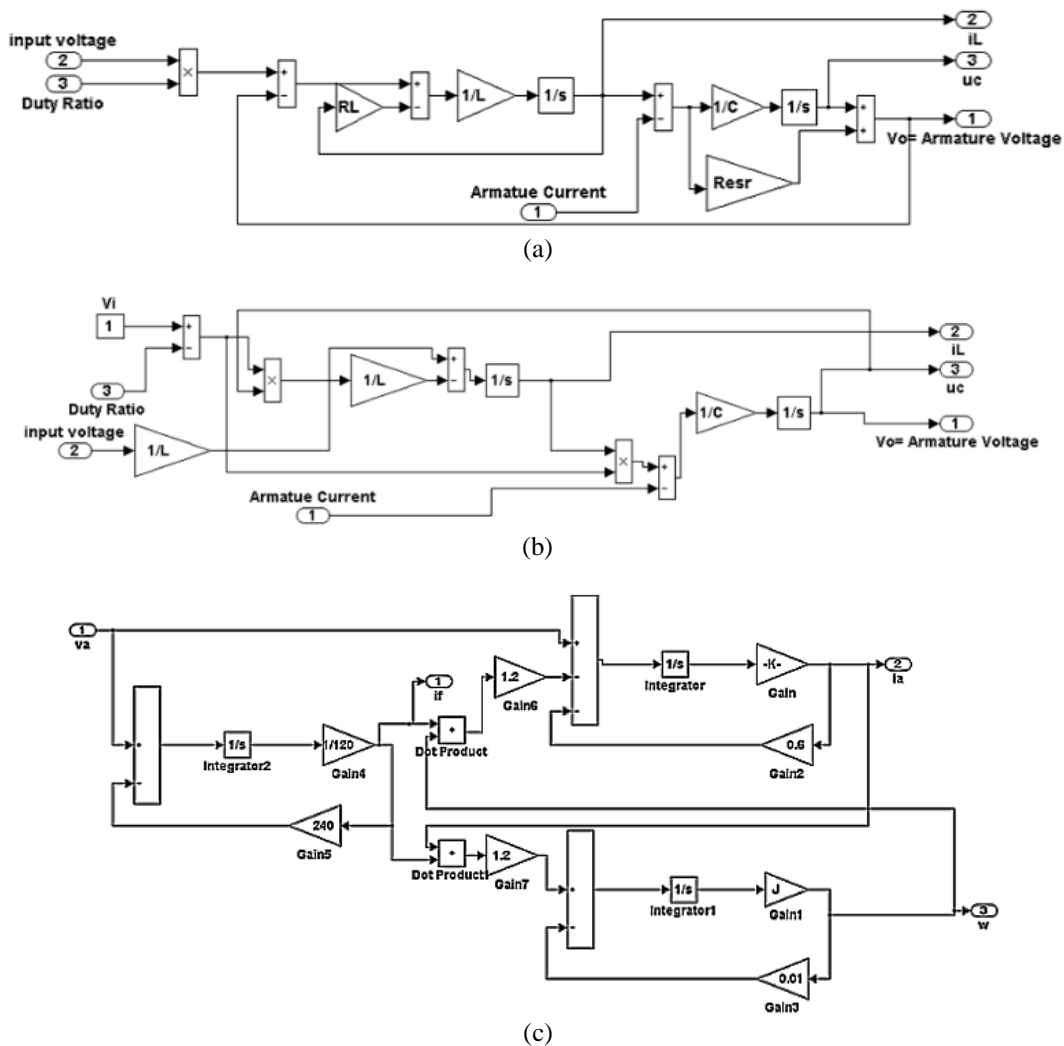 input voltage
2
3
Duty Ratio
×
+
-
RL
+
-
1/L
1/s
2
iL
3
uc
1
Vo= Armature Voltage
+
-
1/C
1/s
+
+
Resr
Armatue Current
1
(a)
Vi
1
+
-
3
Duty Ratio
input voltage
2
1/L
×
1/L
+
-
1/s
2
iL
3
uc
1
Vo= Armature Voltage
1/C
1/s
×
+
-
Armatue Current
1
(b)
1
va
+
-
1/s
Integrator2
1/120
Gain4
240
Gain5
1
if
Dot Product
1.2
Gain6
+
-
-
1/s
Integrator
-K-
Gain
2
ia
0.6
Gain2
Dot Product1
1.2
Gain7
+
-
1/s
Integrator1
J
Gain1
3
w
0.01
Gain3
(c)